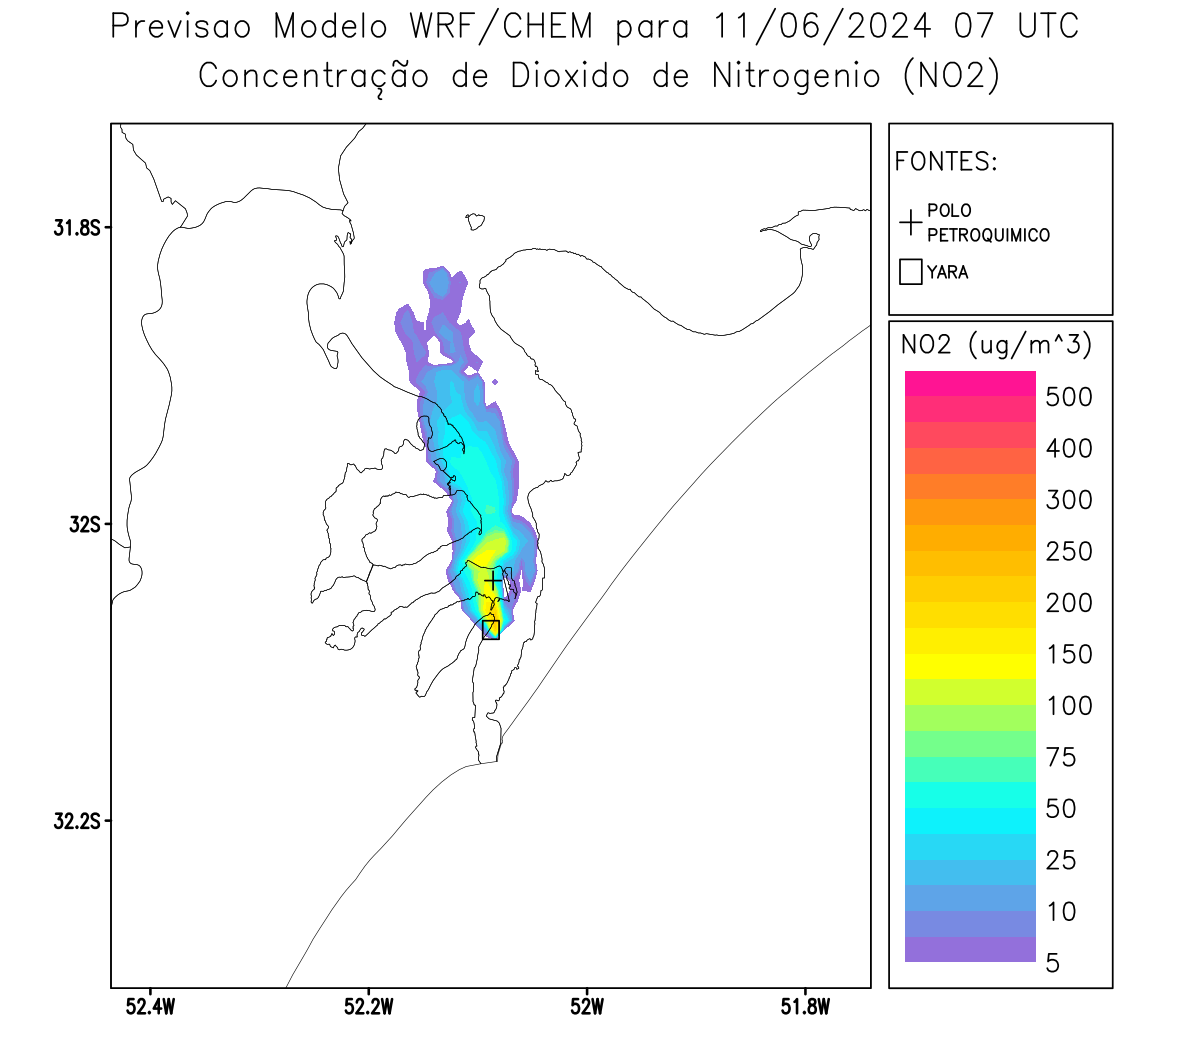 Previsao Modelo WRF/CHEM para 11/06/2024 07 UTC
Concentração de Dioxido de Nitrogenio (NO2)
FONTES:
POLO
PETROQUIMICO
YARA
NO2 (ug/m^3)
500
400
300
250
200
150
100
75
50
25
10
5
31.8S
32S
32.2S
52.4W
52.2W
52W
51.8W